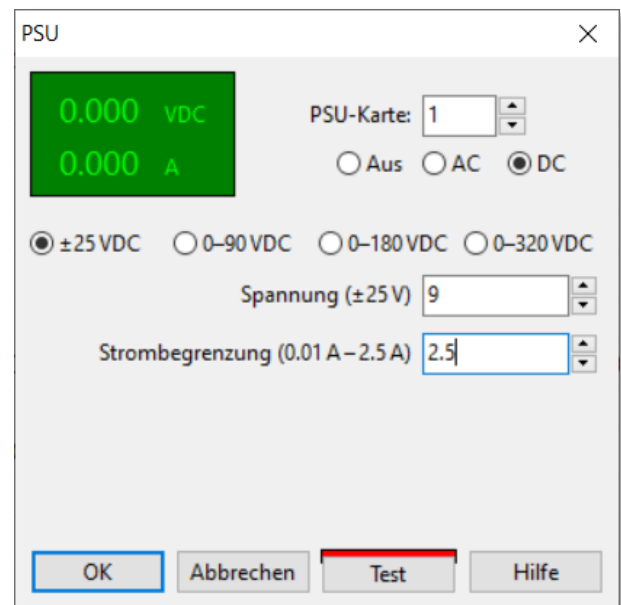 PSU
0.000 VDC
0.000 A
PSU-Karte: 1
Aus AC DC
±25 VDC 0–90 VDC 0–180 VDC 0–320 VDC
Spannung (±25 V) 9
Strombegrenzung (0.01 A – 2.5 A) 2.5
OK Abbrechen Test Hilfe